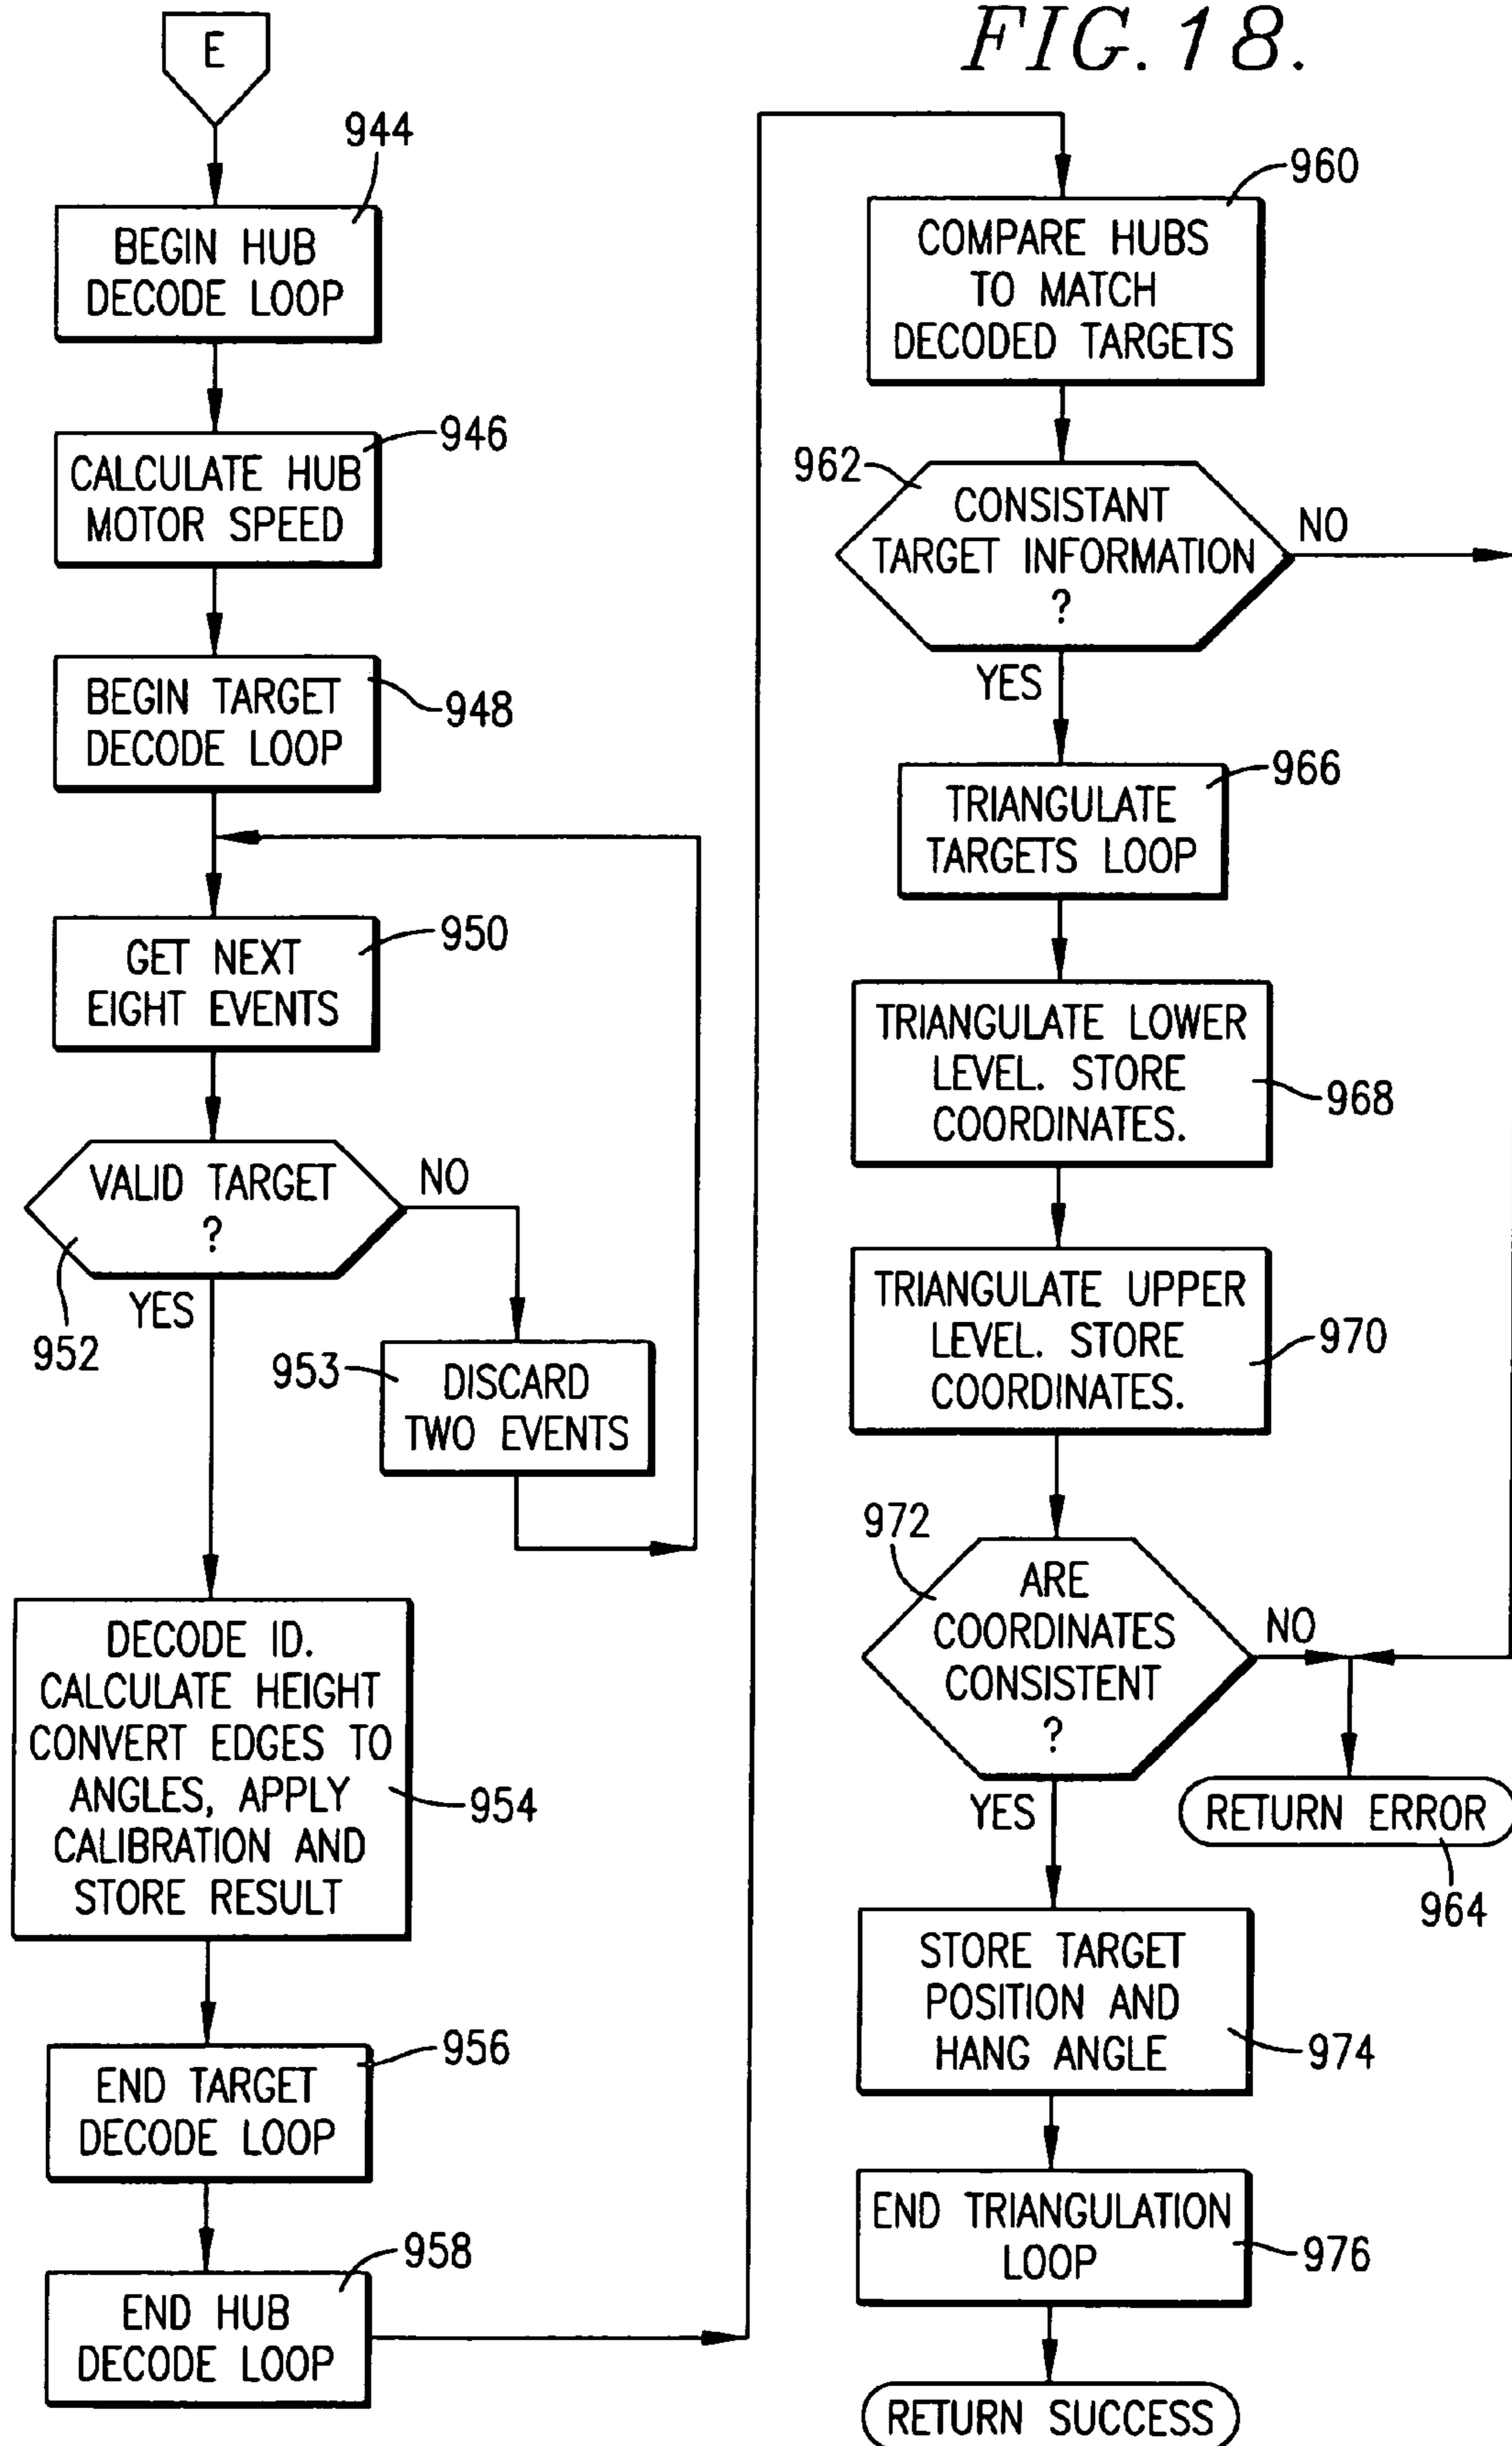 FIG. 18.
E
944
BEGIN HUB
DECODE LOOP
946
CALCULATE HUB
MOTOR SPEED
BEGIN TARGET
DECODE LOOP
948
GET NEXT
EIGHT EVENTS
950
VALID TARGET
?
NO
YES
952
953
DISCARD
TWO EVENTS
DECODE ID.
CALCULATE HEIGHT
CONVERT EDGES TO
ANGLES, APPLY
CALIBRATION AND
STORE RESULT
954
956
END TARGET
DECODE LOOP
958
END HUB
DECODE LOOP
960
COMPARE HUBS
TO MATCH
DECODED TARGETS
962
CONSISTANT
TARGET INFORMATION
?
NO
YES
966
TRIANGULATE
TARGETS LOOP
TRIANGULATE LOWER
LEVEL. STORE
COORDINATES.
968
TRIANGULATE UPPER
LEVEL. STORE
COORDINATES.
970
972
ARE
COORDINATES
CONSISTENT
?
NO
YES
RETURN ERROR
964
STORE TARGET
POSITION AND
HANG ANGLE
974
END TRIANGULATION
LOOP
976
RETURN SUCCESS